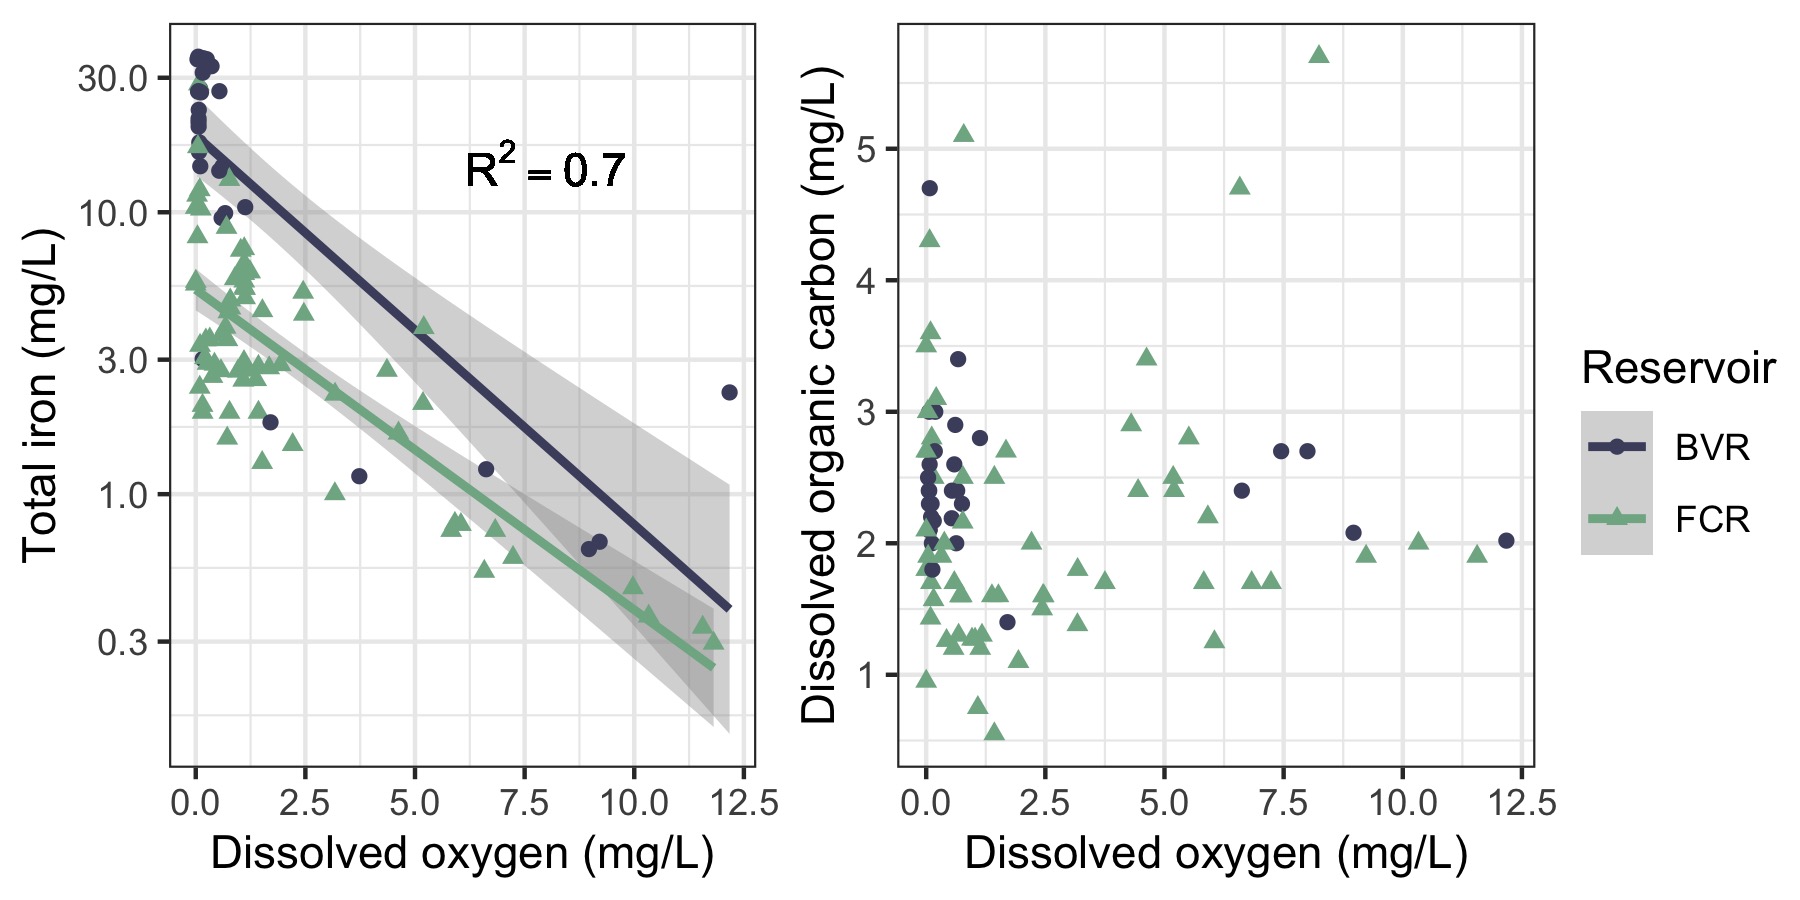 Total iron (mg/L)
30.0
10.0
3.0
1.0
0.3
R² = 0.7
0.0 2.5 5.0 7.5 10.0 12.5
Dissolved oxygen (mg/L)
Dissolved organic carbon (mg/L)
5
4
3
2
1
0.0 2.5 5.0 7.5 10.0 12.5
Dissolved oxygen (mg/L)
Reservoir
BVR
FCR